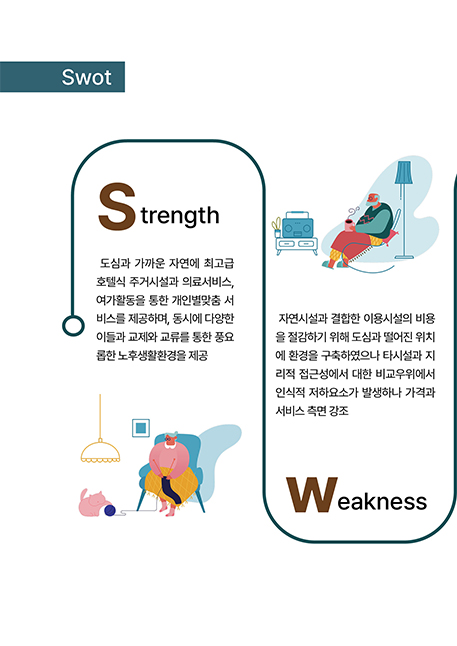 Swot
Strength
도심과 가까운 자연에 최고급
호텔식 주거시설과 의료서비스,
여가활동을 통한 개인별맞춤 서
비스를 제공하며, 동시에 다양한
이들과 교제와 교류를 통한 풍요
롭한 노후생활환경을 제공
자연시설과 결합한 이용시설의 비용
을 절감하기 위해 도심과 떨어진 위치
에 환경을 구축하였으나 타시설과 지
리적 접근성에서 대한 비교우위에서
인식적 저하요소가 발생하나 가격과
서비스 측면 강조
Weakness